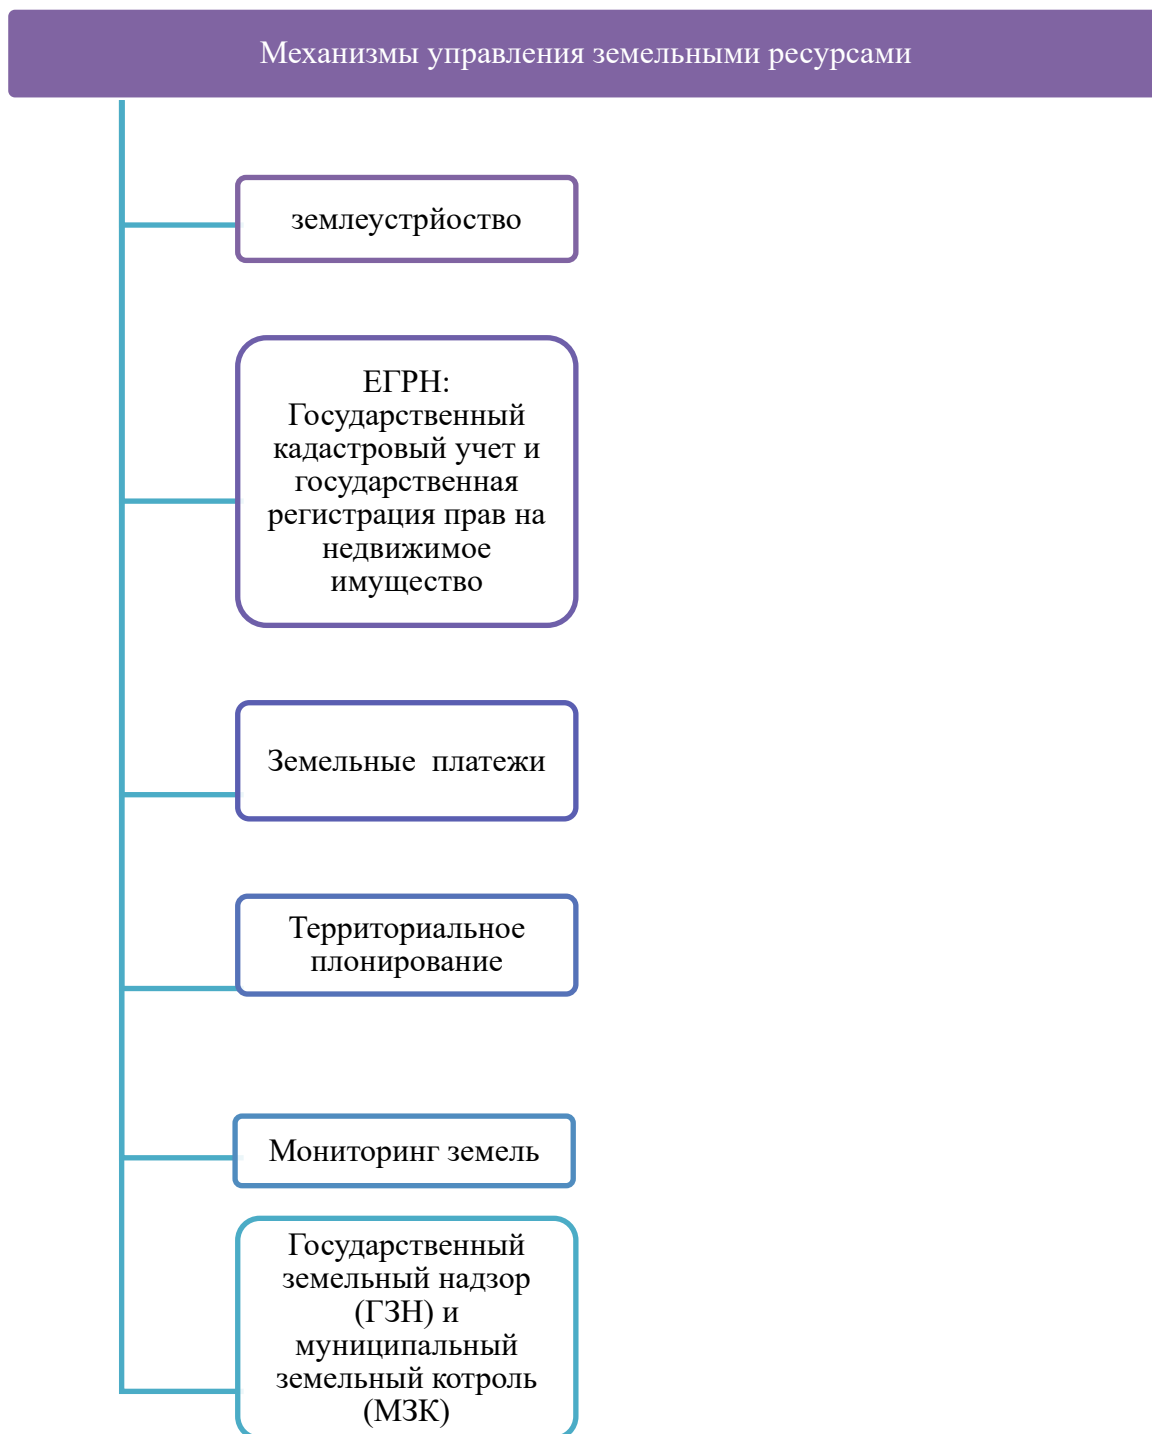 Механизмы управления земельными ресурсами
землеустрйоство
ЕГРН:
Государственный
кадастровый учет и
государственная
регистрация прав на
недвижимое
имущество
Земельные  платежи
Территориальное
плонирование
Мониторинг земель
Государственный
земельный надзор
(ГЗН) и
муниципальный
земельный котроль
(МЗК)